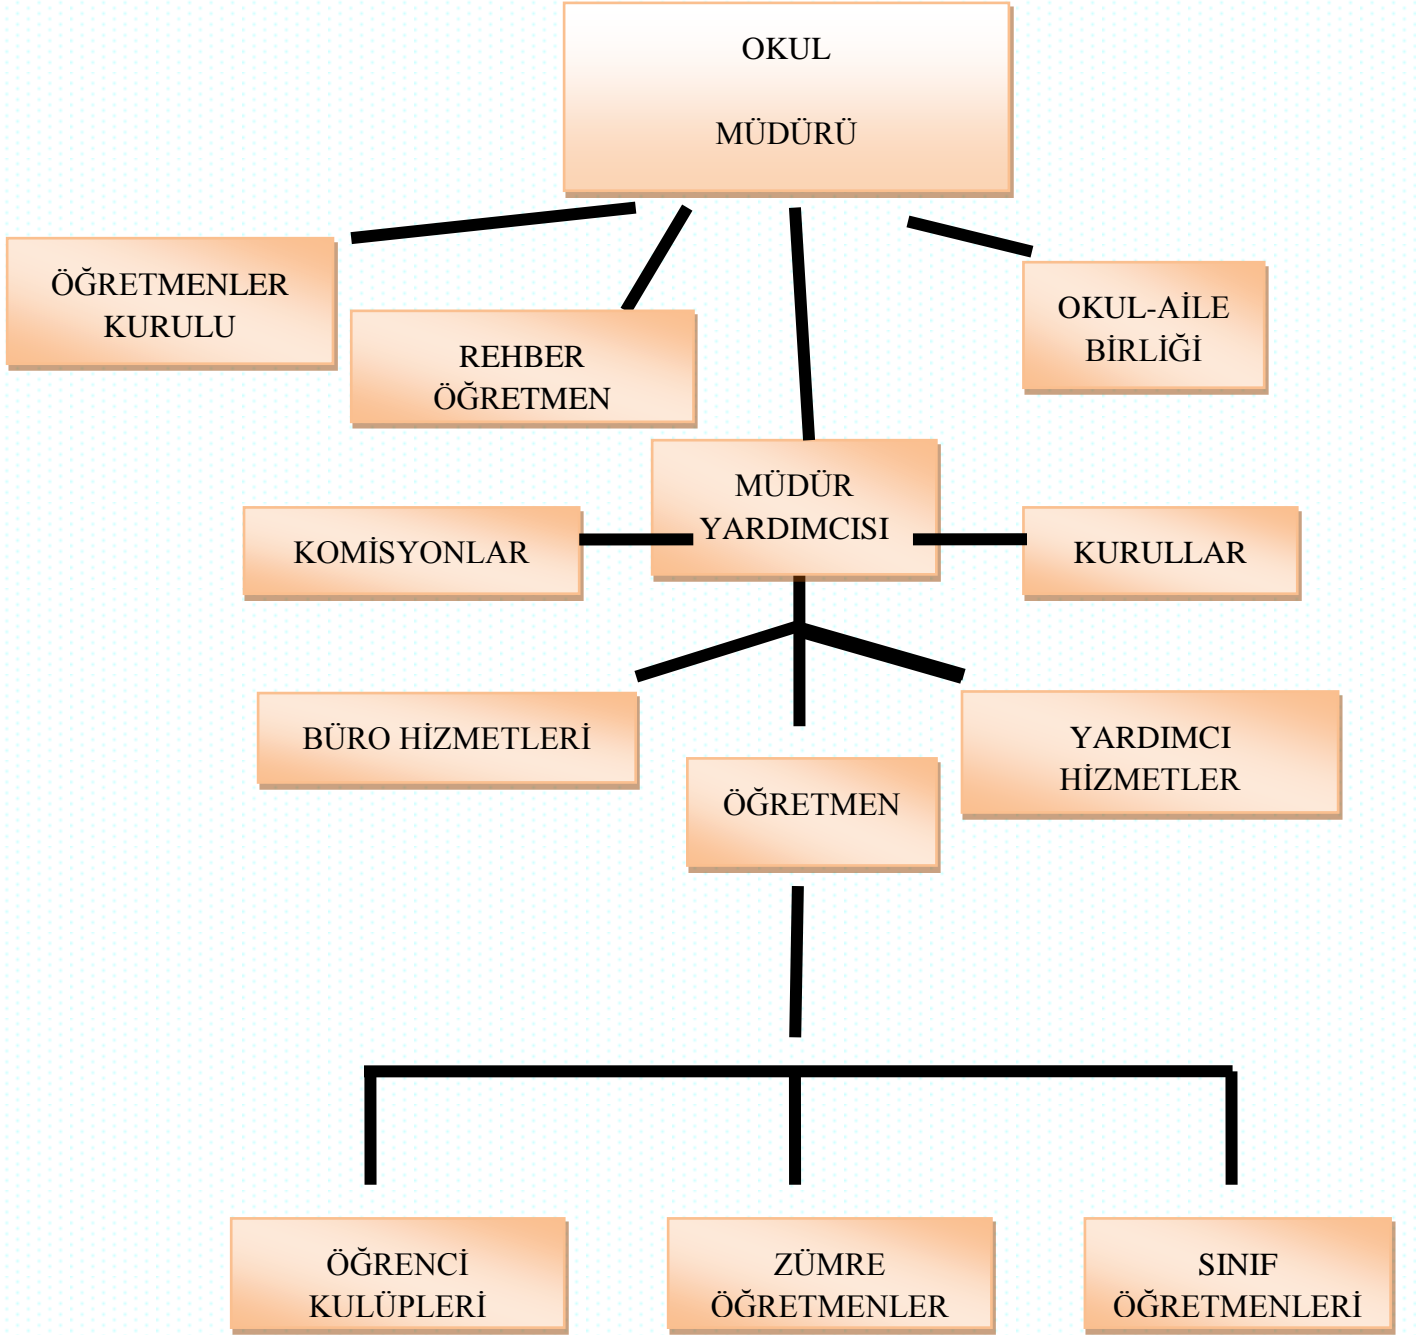 OKUL
MÜDÜRÜ
ÖĞRETMENLER
KURULU
REHBER
ÖĞRETMEN
OKUL-AİLE
BİRLİĞİ
MÜDÜR
YARDIMCISI
KOMİSYONLAR
KURULLAR
BÜRO HİZMETLERİ
ÖĞRETMEN
YARDIMCI
HİZMETLER
ÖĞRENCİ
KULÜPLERİ
ZÜMRE
ÖĞRETMENLER
SINIF
ÖĞRETMENLERİ